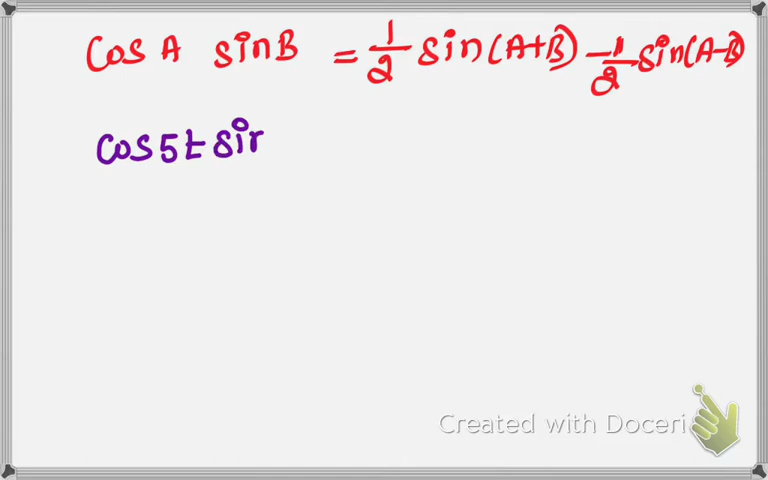 cos A sin B = 1/2 sin(A+B) - 1/2 sin(A-B)
cos 5t sir
Created with Doceri